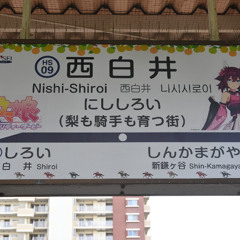 HS
09
西白井
Nishi-Shiroi 西白井 니시시로이
にししろい
(梨も騎手も育つ街)
しろい
白井 Shiroi
しんかまがや
新鎌ヶ谷 Shin-Kamagaya